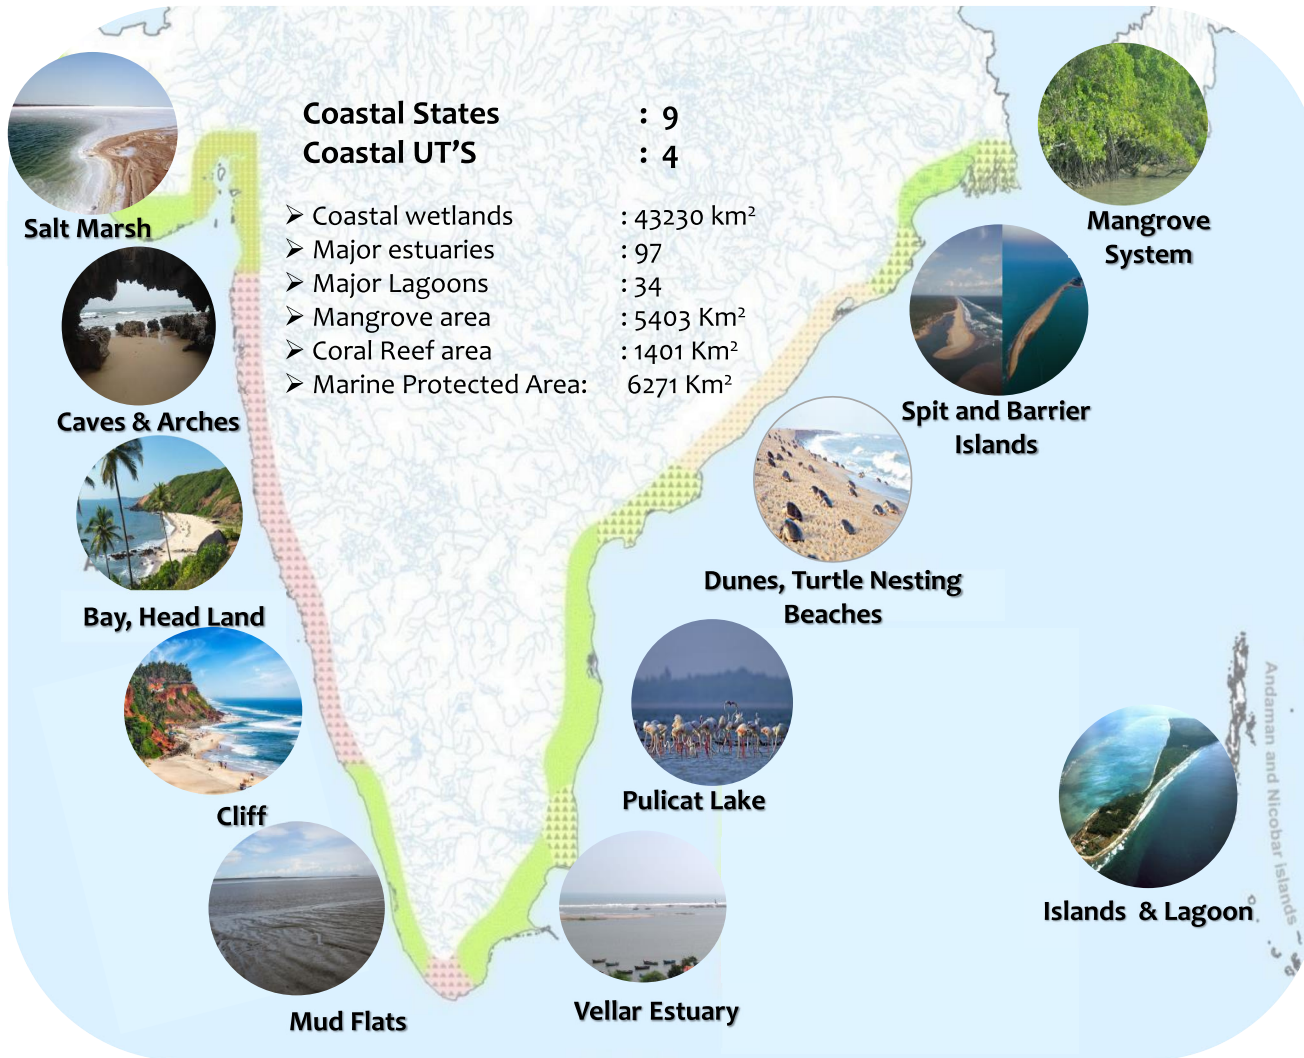 Coastal States : 9
Coastal UT’S : 4
➢ Coastal wetlands : 43230 km²
➢ Major estuaries : 97
➢ Major Lagoons : 34
➢ Mangrove area : 5403 Km²
➢ Coral Reef area : 1401 Km²
➢ Marine Protected Area: 6271 Km²
Salt Marsh
Caves & Arches
Bay, Head Land
Cliff
Mud Flats
Vellar Estuary
Pulicat Lake
Dunes, Turtle Nesting
Beaches
Spit and Barrier
Islands
Mangrove
System
Islands & Lagoon
Andaman and Nicobar islands